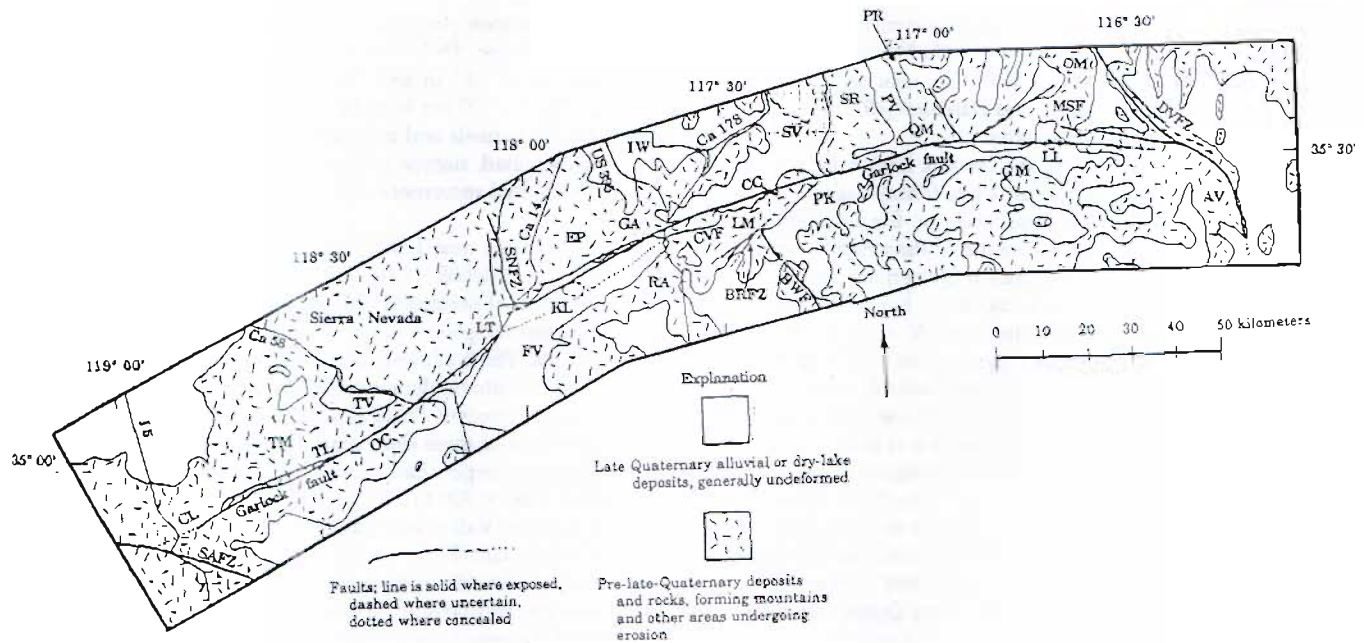 PR
117° 00'
116° 30'
117° 30'
118° 00'
118° 30'
119° 00'
35° 30'
35° 00'
OM
SR
PV
MSF
DVFZ
QM
SV
Ca 178
IW
US 395
Ca 14
Garlock fault
LL
CC
GM
PK
AV
GI
EP
GA
LM
CVF
SNFZ
RA
BRFZ
BWF
KL
Sierra Nevada
LT
FV
Ca 58
TV
I 5
TM
TL
OC
Garlock fault
CL
SAFZ
North
0 10 20 30 40 50 kilometers
Explanation
Late Quaternary alluvial or dry-lake
deposits, generally undeformed
Faults; line is solid where exposed,
dashed where uncertain,
dotted where concealed
Pre-late-Quaternary deposits
and rocks, forming mountains
and other areas undergoing
erosion